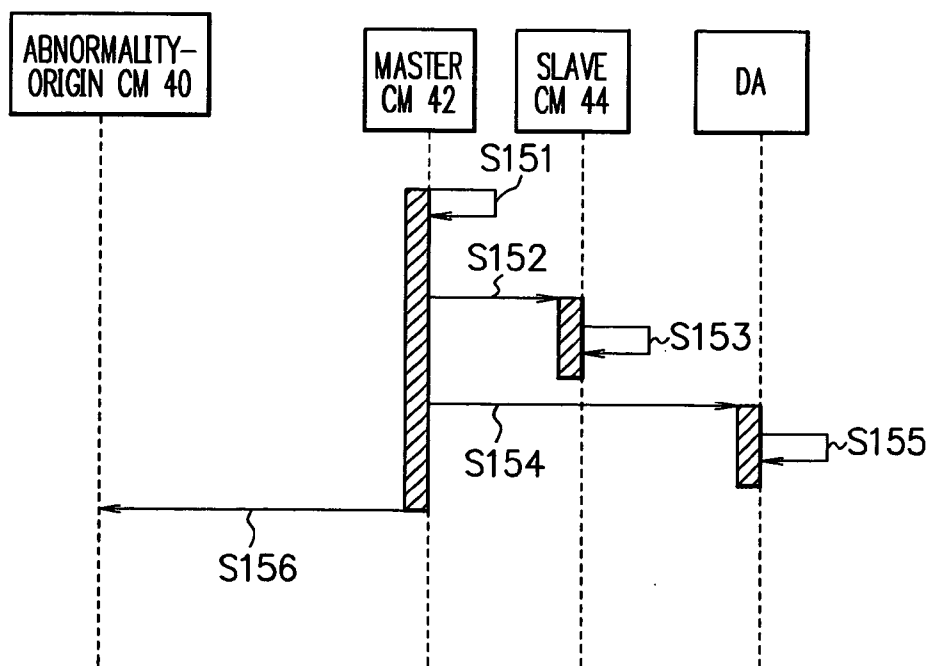 ABNORMALITY-
ORIGIN CM 40
MASTER
CM 42
SLAVE
CM 44
DA
S151
S152
S153
S154
S155
S156